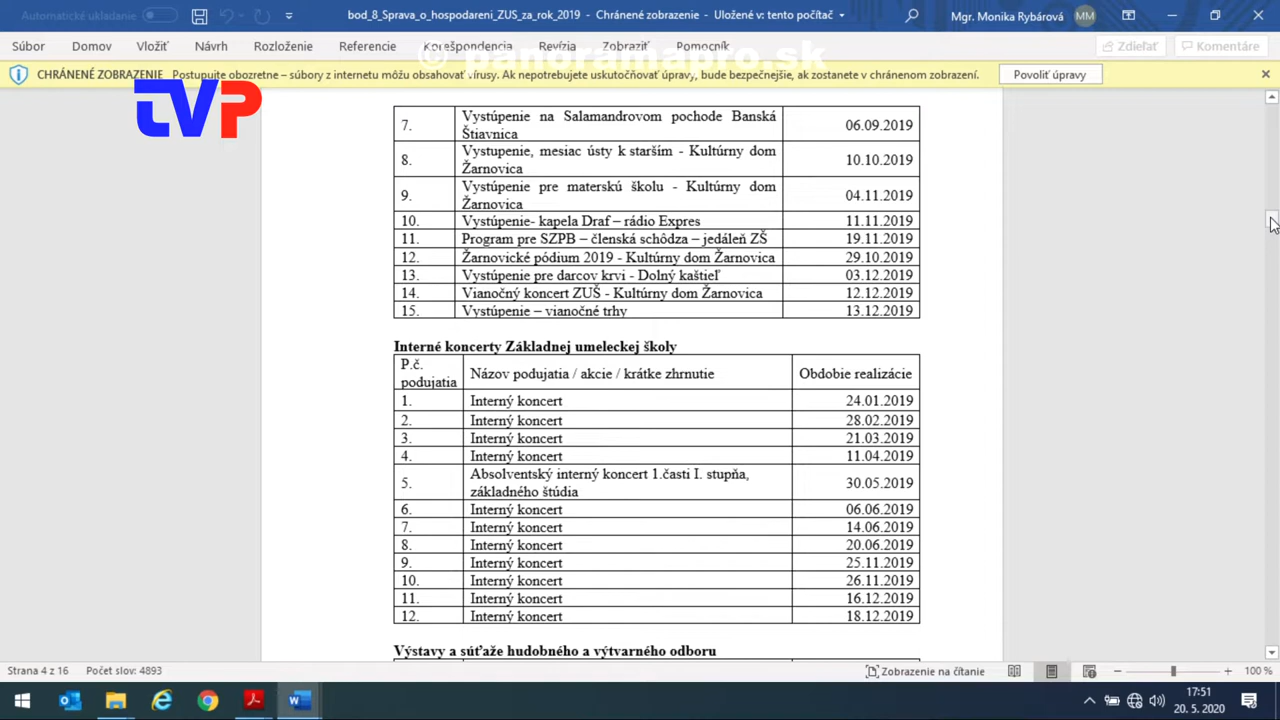 Automatické ukladanie
bod_8_Sprava_o_hospodareni_ZUS_za_rok_2019 - Chránené zobrazenie - Uložené v: tento počítač
Mgr. Monika Rybárová MM
Súbor Domov Vložiť Návrh Rozloženie Referencie Korešpondencia Revízia Zobraziť Pomocník Zdieľať Komentáre
© panoramapro.sk
CHRÁNENÉ ZOBRAZENIE Postupujte obozretne – súbory z internetu môžu obsahovať vírusy. Ak nepotrebujete uskutočňovať úpravy, bude bezpečnejšie, ak zostanete v chránenom zobrazení. Povoliť úpravy
TVP
7. Vystúpenie na Salamandrovom pochode Banská
Štiavnica 06.09.2019
8. Vystupenie, mesiac ústy k starším - Kultúrny dom
Žarnovica 10.10.2019
9. Vystúpenie pre materskú školu - Kultúrny dom
Žarnovica 04.11.2019
10. Vystúpenie- kapela Draf – rádio Expres 11.11.2019
11. Program pre SZPB – členská schôdza – jedáleň ZŠ 19.11.2019
12. Žarnovické pódium 2019 - Kultúrny dom Žarnovica 29.10.2019
13. Vystúpenie pre darcov krvi - Dolný kaštieľ 03.12.2019
14. Vianočný koncert ZUŠ - Kultúrny dom Žarnovica 12.12.2019
15. Vystúpenie – vianočné trhy 13.12.2019
Interné koncerty Základnej umeleckej školy
P.č.
podujatia Názov podujatia / akcie / krátke zhrnutie Obdobie realizácie
1. Interný koncert 24.01.2019
2. Interný koncert 28.02.2019
3. Interný koncert 21.03.2019
4. Interný koncert 11.04.2019
5. Absolventský interný koncert 1.časti I. stupňa,
základného štúdia 30.05.2019
6. Interný koncert 06.06.2019
7. Interný koncert 14.06.2019
8. Interný koncert 20.06.2019
9. Interný koncert 25.11.2019
10. Interný koncert 26.11.2019
11. Interný koncert 16.12.2019
12. Interný koncert 18.12.2019
Výstavy a súťaže hudobného a výtvarného odboru
Strana 4 z 16 Počet slov: 4893 Zobrazenie na čítanie 100 %
17:51
20. 5. 2020